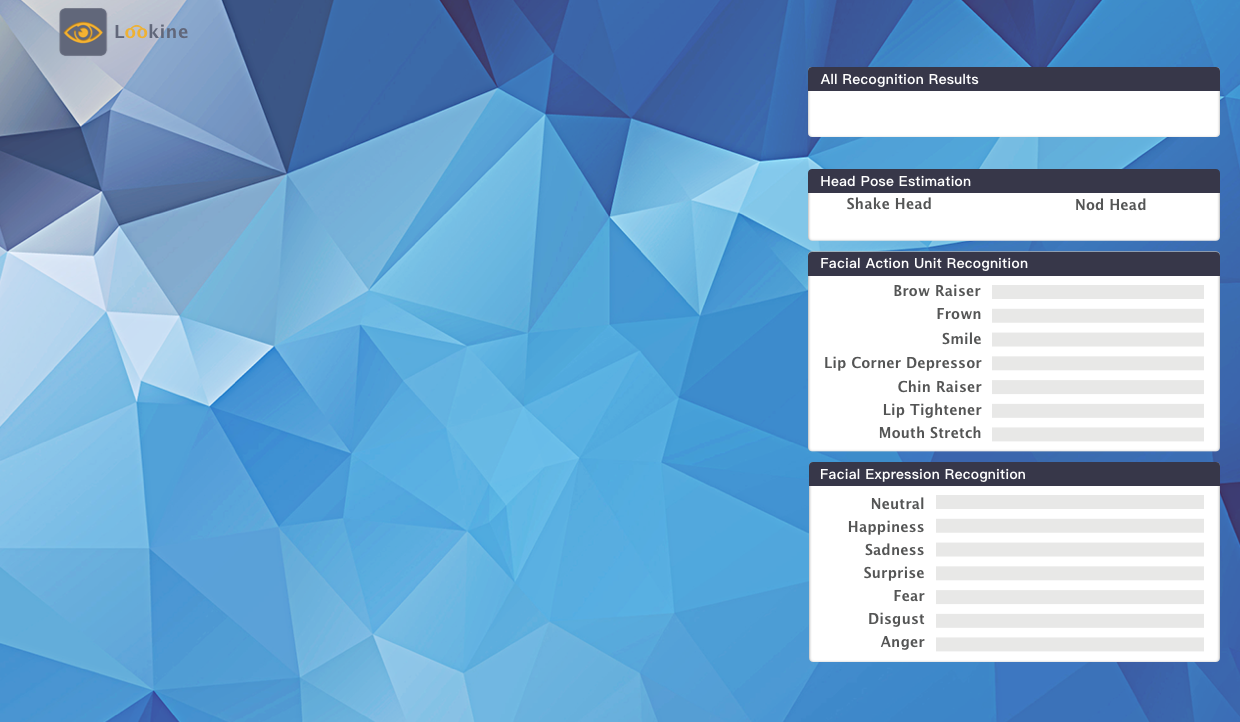 Lookine
All Recognition Results
Head Pose Estimation
Shake Head Nod Head
Facial Action Unit Recognition
Brow Raiser
Frown
Smile
Lip Corner Depressor
Chin Raiser
Lip Tightener
Mouth Stretch
Facial Expression Recognition
Neutral
Happiness
Sadness
Surprise
Fear
Disgust
Anger